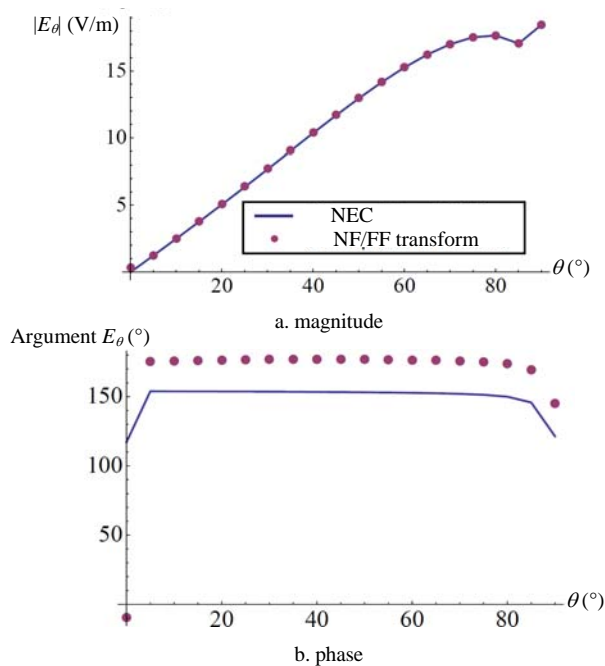 |Eθ| (V/m)
15
10
5
NEC
NF/FF transform
20 40 60 80
θ (°)
a. magnitude
Argument Eθ (°)
150
100
50
20 40 60 80
θ (°)
b. phase